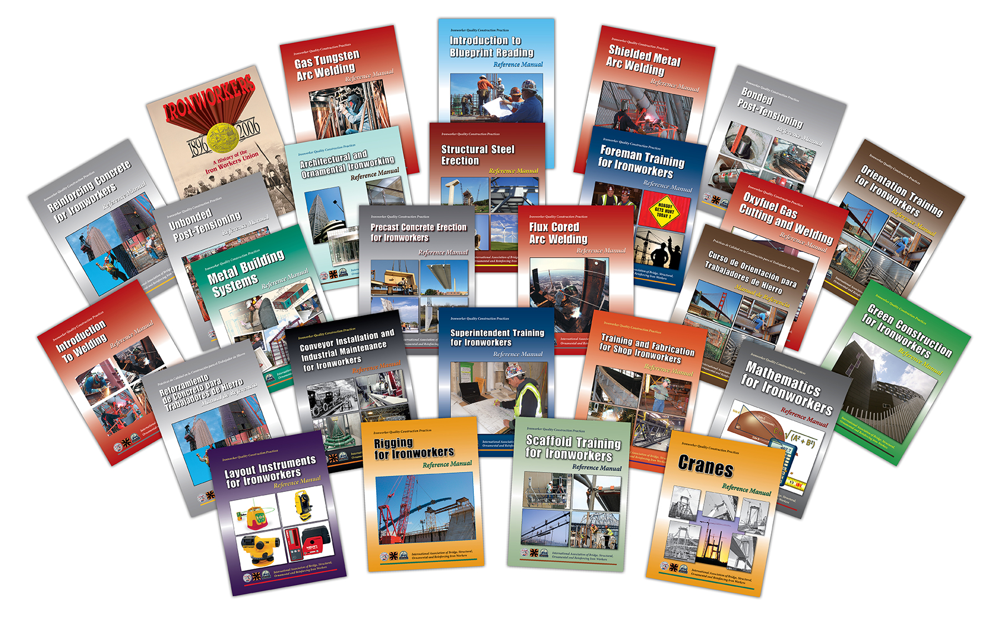 IRONWORKERS
1896
2006
A History of the
Iron Workers Union
Ironworker Quality Construction Practices
Gas Tungsten
Arc Welding
Reference Manual
Ironworker Quality Construction Practices
Introduction to
Blueprint Reading
Reference Manual
Ironworker Quality Construction Practices
Shielded Metal
Arc Welding
Reference Manual
Ironworker Quality Construction Practices
Bonded
Post-Tensioning
Reference Manual
Ironworker Quality Construction Practices
Reinforcing Concrete
for Ironworkers
Reference Manual
International Association of Bridge,
Ornamental and Reinforcing
Ironworker Quality Construction Practices
Unbonded
Post-Tensioning
Reference Manual
Ironworker Quality Construction Practices
Architectural and
Ornamental Ironworking
Reference Manual
Ironworker Quality Construction Practices
Structural Steel
Erection
Reference Manual
International Association of Bridge, Structural,
Ornamental and Reinforcing Iron Workers
Ironworker Quality Construction Practices
Foreman Training
for Ironworkers
Reference Manual
NOBODY
GETS HURT
TODAY!
Association of Bridge, Structural,
Reinforcing Iron Workers
Ironworker Quality Construction Practices
Oxyfuel Gas
Cutting and Welding
Reference Manual
Ironworker Quality Construction Practices
Orientation Training
for Ironworkers
Reference Manual
Ironworker Quality Construction Practices
Metal Building
Systems
Reference Manual
Ironworker Quality Construction Practices
Precast Concrete Erection
for Ironworkers
Reference Manual
Ironworker Quality Construction Practices
Flux Cored
Arc Welding
Reference Manual
Prácticas de Calidad en la Construcción para el Trabajador de Hierro
Curso de Orientación para
Trabajadores de Hierro
Manual de Referencia
Ironworker Quality Construction Practices
Green Construction
for Ironworkers
Reference Manual
International Association of Bridge, Structural,
Ornamental and Reinforcing Iron Workers
Ironworker Quality Construction Practices
Introduction
To Welding
Reference Manual
Prácticas de Calidad en la Construcción para el Trabajador de Hierro
Reforzamiento
de Concreto para
Trabajadores de Hierro
Manual de Referencia
Ironworker Quality Construction Practices
Conveyor Installation and
Industrial Maintenance
for Ironworkers
Reference Manual
Ironworker Quality Construction Practices
Superintendent Training
for Ironworkers
Reference Manual
Ironworker Quality Construction Practices
Training and Fabrication
for Shop Ironworkers
Reference Manual
Ironworker Quality Construction Practices
Mathematics
for Ironworkers
Reference Manual
Side A
Side C
(Hypotenuse)
90°
Side B
C = √(A² + B²)
Ironworker Quality Construction Practices
Layout Instruments
for Ironworkers
Reference Manual
International Association of Bridge, Structural,
Ornamental and Reinforcing Iron Workers
Ironworker Quality Construction Practices
Rigging
for Ironworkers
Reference Manual
International Association of Bridge, Structural,
Ornamental and Reinforcing Iron Workers
Ironworker Quality Construction Practices
Scaffold Training
for Ironworkers
Reference Manual
International Association of Bridge, Structural,
Ornamental and Reinforcing Iron Workers
Ironworker Quality Construction Practices
Cranes
Reference Manual
International Association of Bridge, Structural,
Ornamental and Reinforcing Iron Workers